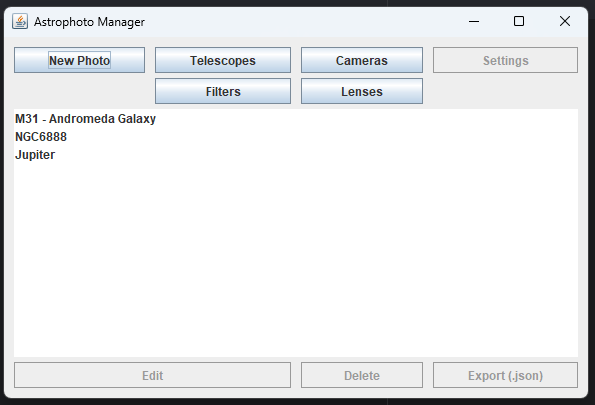 Astrophoto Manager
New Photo Telescopes Cameras Settings
Filters Lenses
M31 - Andromeda Galaxy
NGC6888
Jupiter
Edit Delete Export (.json)